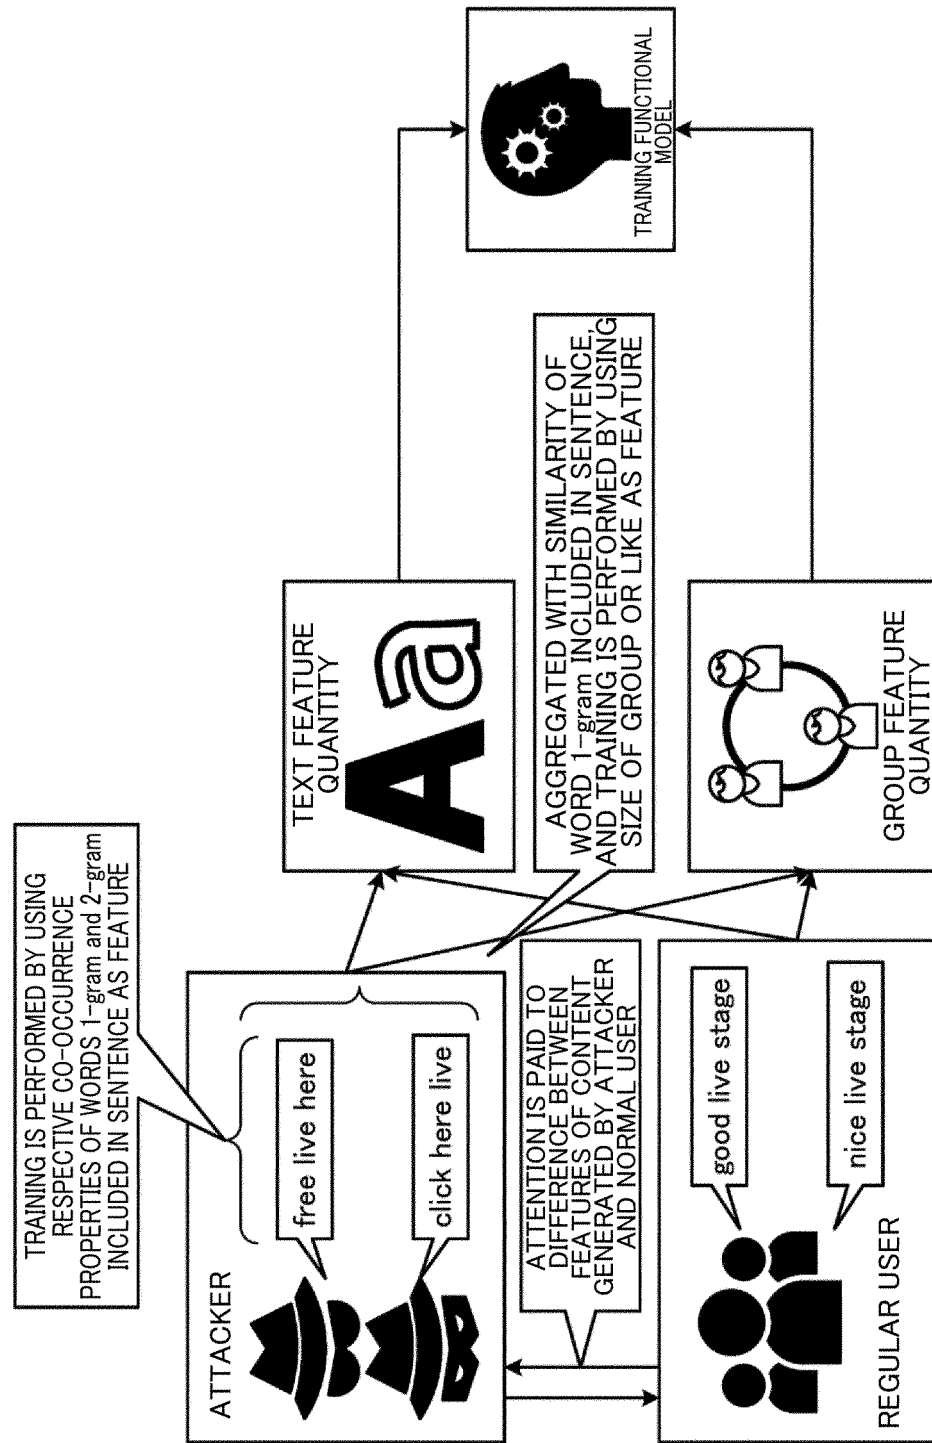 TRAINING IS PERFORMED BY USING
RESPECTIVE CO-OCCURRENCE
PROPERTIES OF WORDS 1-gram and 2-gram
INCLUDED IN SENTENCE AS FEATURE
ATTACKER
free live here
click here live
ATTENTION IS PAID TO
DIFFERENCE BETWEEN
FEATURES OF CONTENT
GENERATED BY ATTACKER
AND NORMAL USER
good live stage
nice live stage
REGULAR USER
TEXT FEATURE
QUANTITY
Aa
AGGREGATED WITH SIMILARITY OF
WORD 1-gram INCLUDED IN SENTENCE,
AND TRAINING IS PERFORMED BY USING
SIZE OF GROUP OR LIKE AS FEATURE
GROUP FEATURE
QUANTITY
TRAINING FUNCTIONAL
MODEL